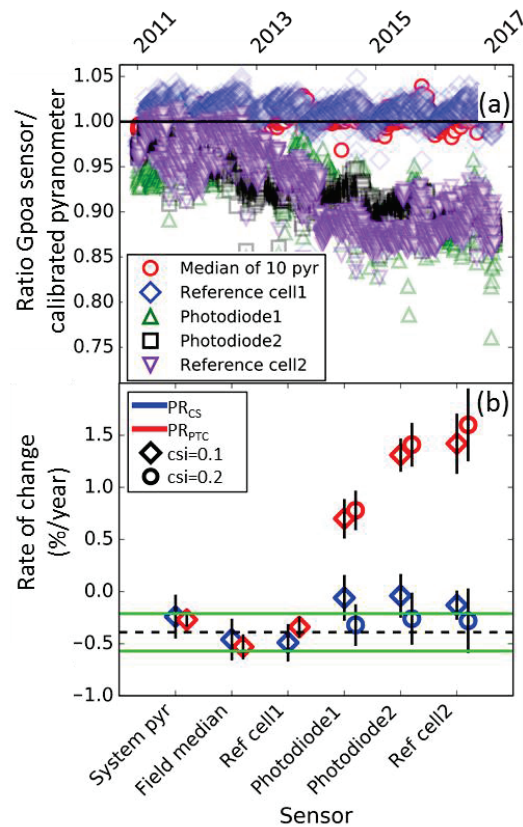 2011 2013 2015 2017
(a)
1.05
1.00
0.95
0.90
0.85
0.80
0.75
Ratio Gpoa sensor/
calibrated pyranometer
Median of 10 pyr
Reference cell1
Photodiode1
Photodiode2
Reference cell2
(b)
PRCS
PRPTC
csi=0.1
csi=0.2
1.5
1.0
0.5
0.0
−0.5
−1.0
Rate of change
(%/year)
System pyr
Field median
Ref cell1
Photodiode1
Photodiode2
Ref cell2
Sensor